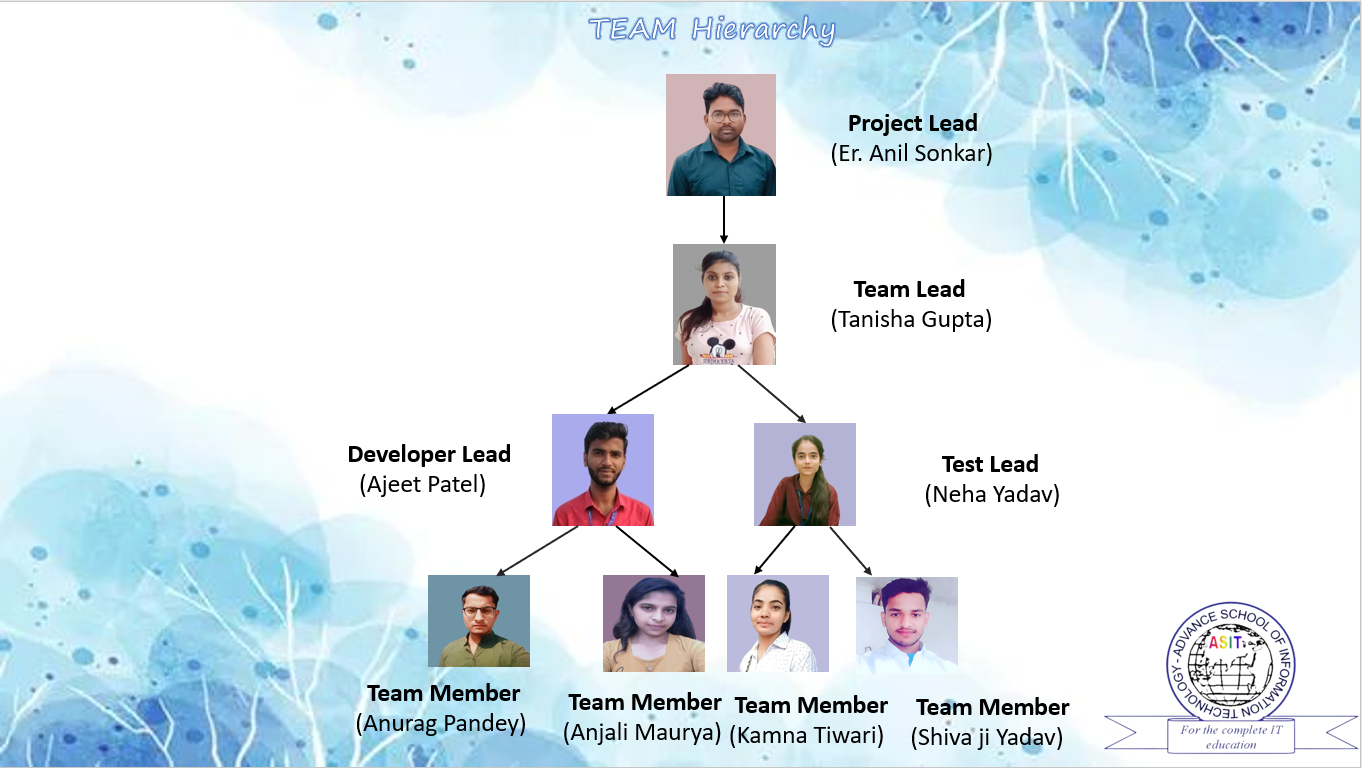 TEAM Hierarchy
Project Lead
(Er. Anil Sonkar)
Team Lead
(Tanisha Gupta)
Developer Lead
(Ajeet Patel)
Test Lead
(Neha Yadav)
Team Member
(Anurag Pandey)
Team Member
(Anjali Maurya)
Team Member
(Kamna Tiwari)
Team Member
(Shiva ji Yadav)
ADVANCE SCHOOL OF INFORMATION TECHNOLOGY -
ASIT
For the complete IT
education